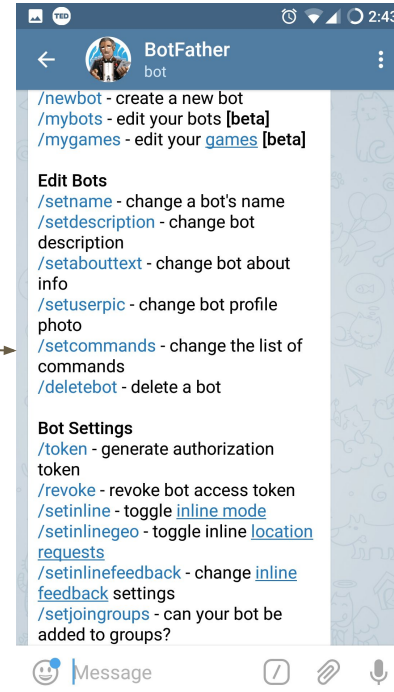 TED
2:43
BotFather
bot
/newbot - create a new bot
/mybots - edit your bots [beta]
/mygames - edit your games [beta]
Edit Bots
/setname - change a bot's name
/setdescription - change bot
description
/setabouttext - change bot about
info
/setuserpic - change bot profile
photo
/setcommands - change the list of
commands
/deletebot - delete a bot
Bot Settings
/token - generate authorization
token
/revoke - revoke bot access token
/setinline - toggle inline mode
/setinlinegeo - toggle inline location
requests
/setinlinefeedback - change inline
feedback settings
/setjoingroups - can your bot be
added to groups?
Message